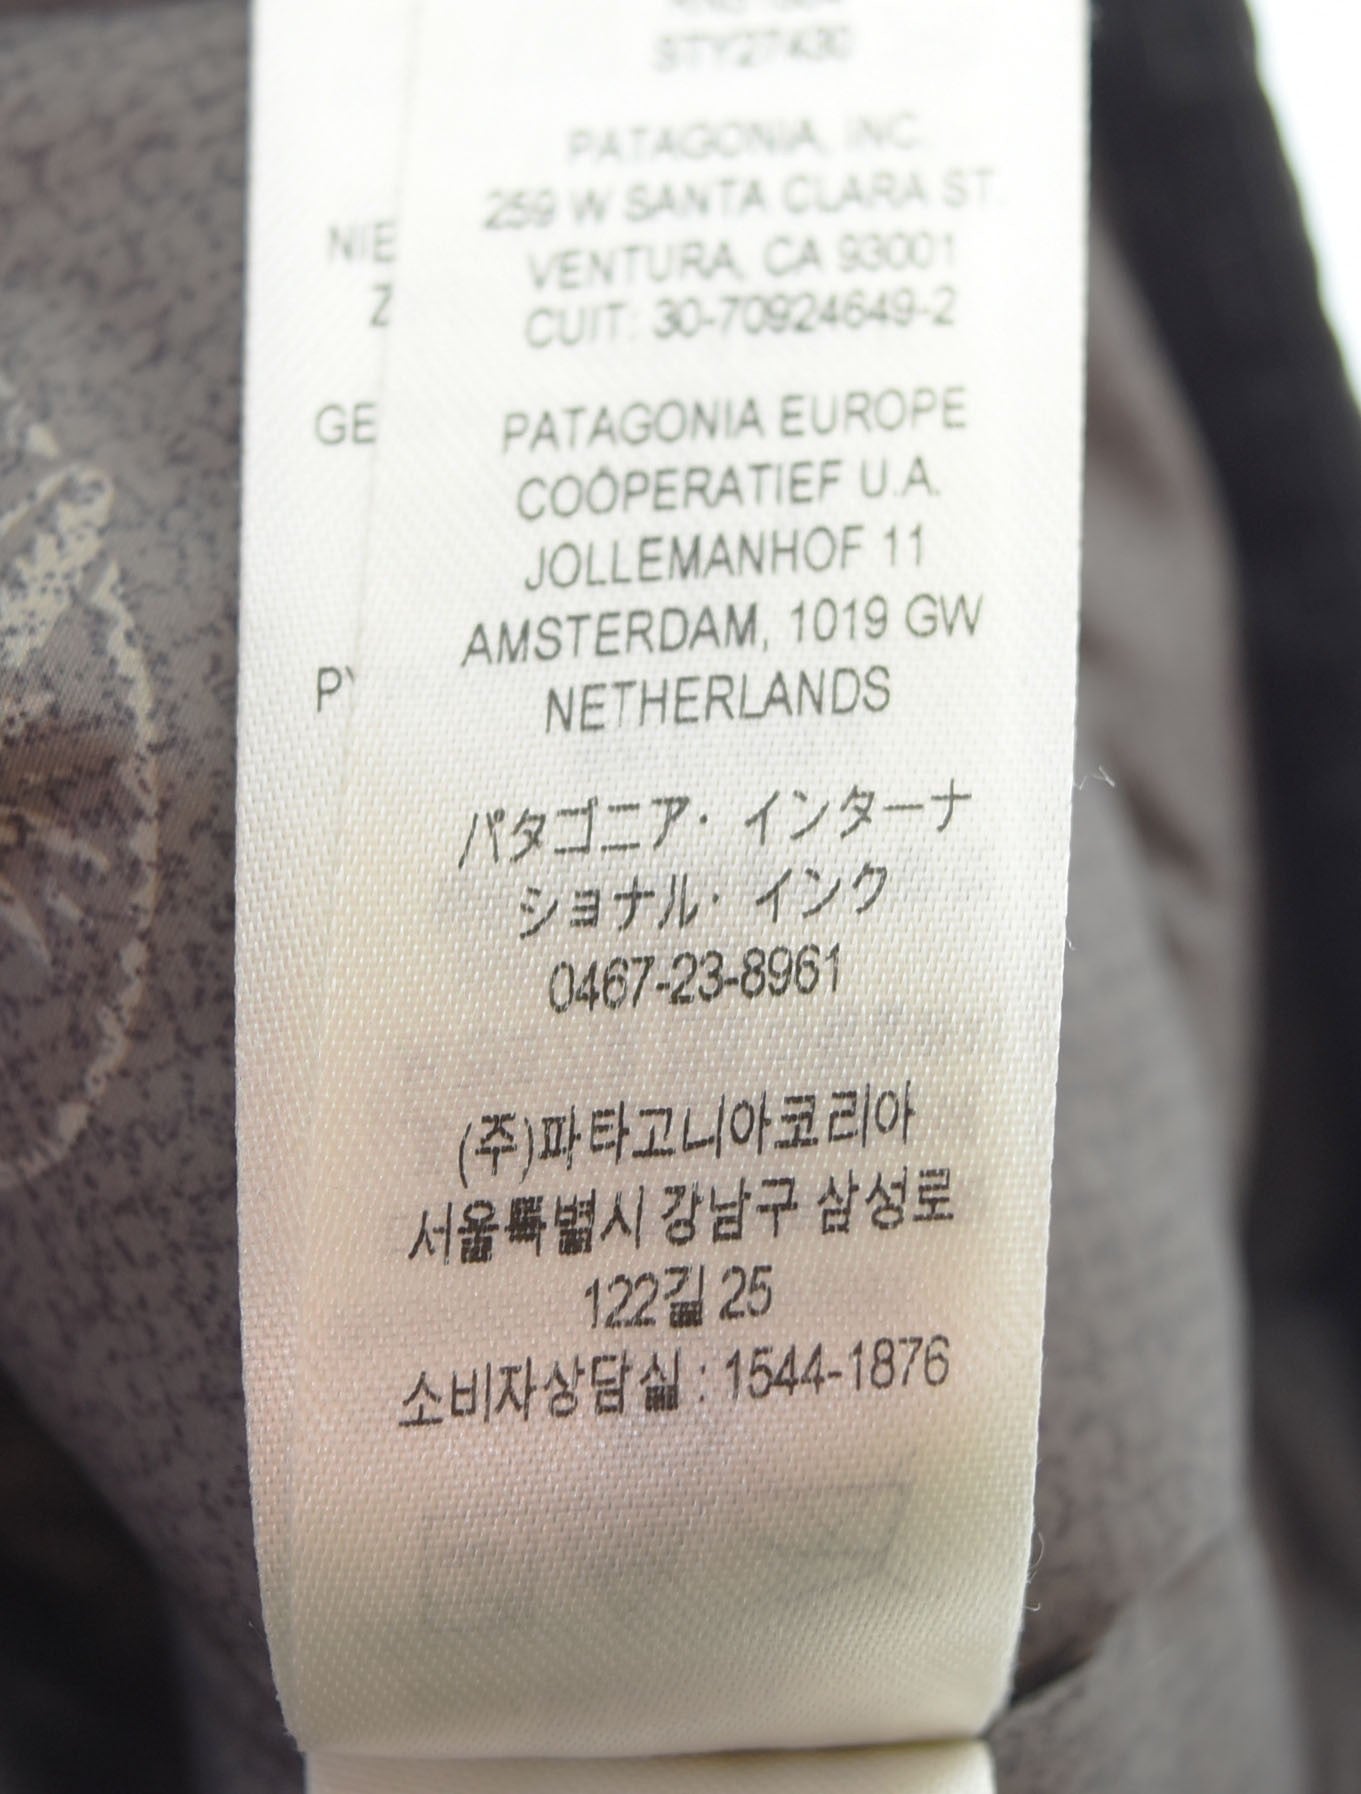 STY27430
PATAGONIA, INC.
259 W SANTA CLARA ST.
VENTURA, CA 93001
CUIT: 30-70924649-2
PATAGONIA EUROPE
COÖPERATIEF U.A.
JOLLEMANHOF 11
AMSTERDAM, 1019 GW
NETHERLANDS
パタゴニア・インターナ
ショナル・インク
0467-23-8961
(주)파타고니아코리아
서울특별시 강남구 삼성로
122길 25
소비자상담실 : 1544-1876
NIE
Z
GE